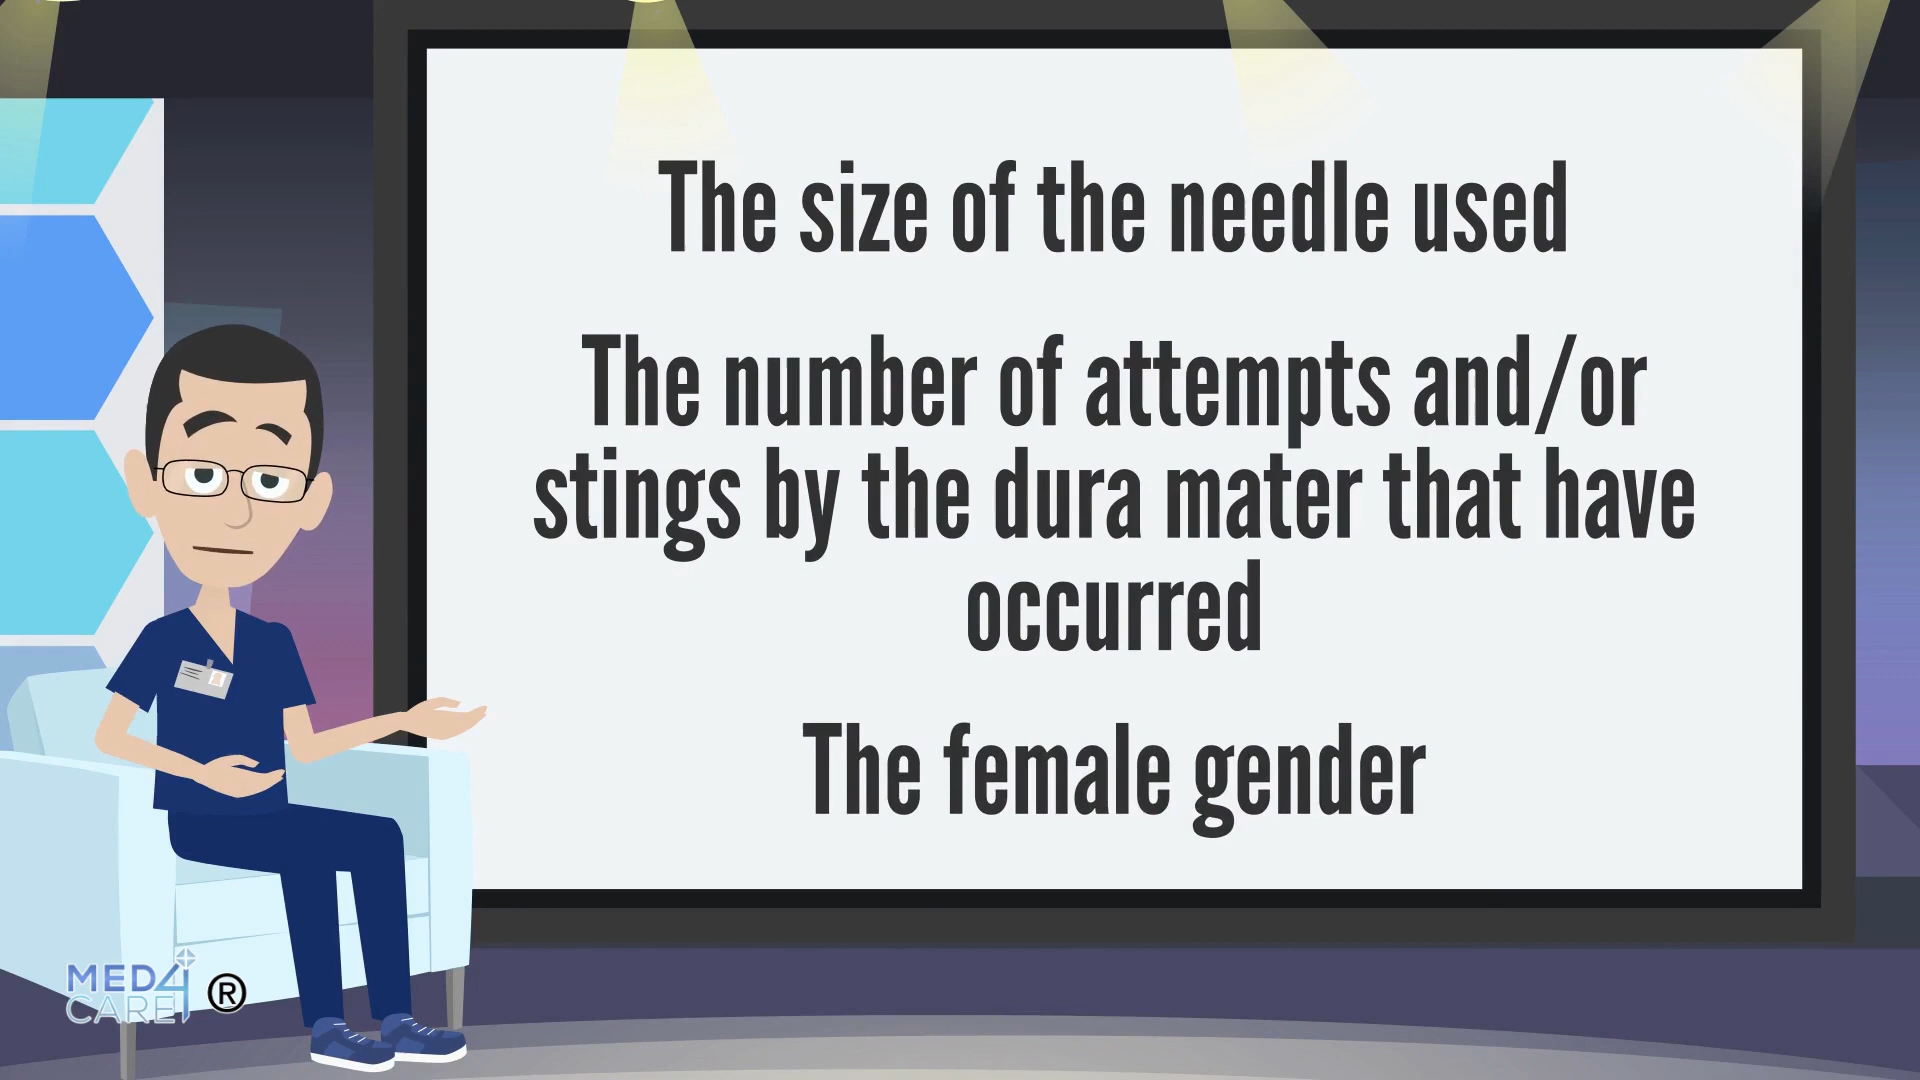 The size of the needle used
The number of attempts and/or
stings by the dura mater that have
occurred
The female gender
MED4
CARE ®